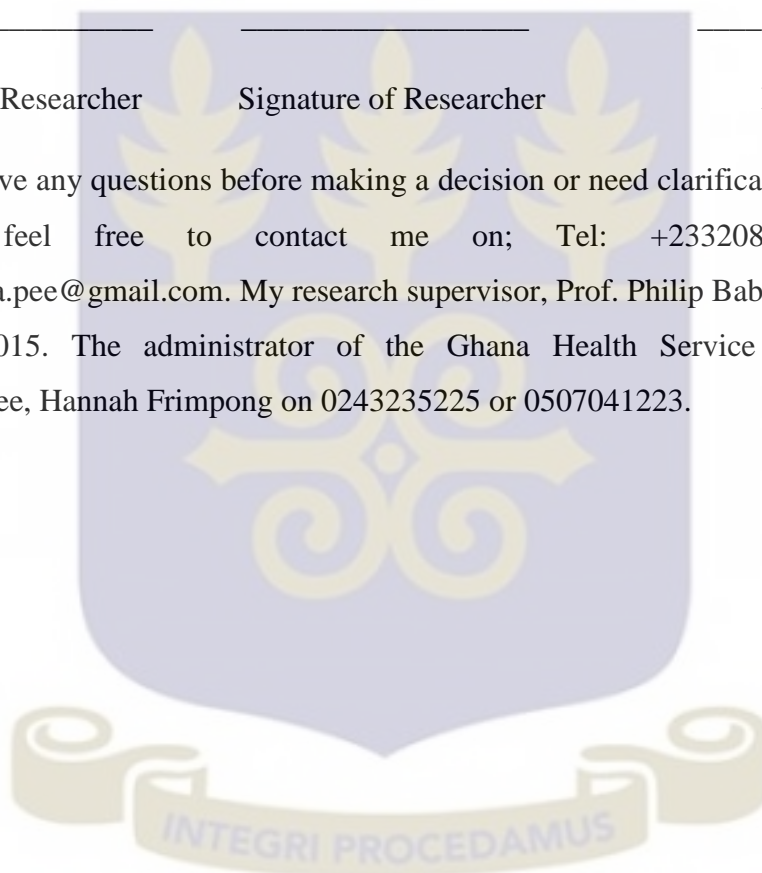 Researcher Signature of Researcher
ve any questions before making a decision or need clarifica
feel free to contact me on; Tel: +233208
a.pee@gmail.com. My research supervisor, Prof. Philip Bab
015. The administrator of the Ghana Health Service
ee, Hannah Frimpong on 0243235225 or 0507041223.
INTEGRI PROCEDAMUS